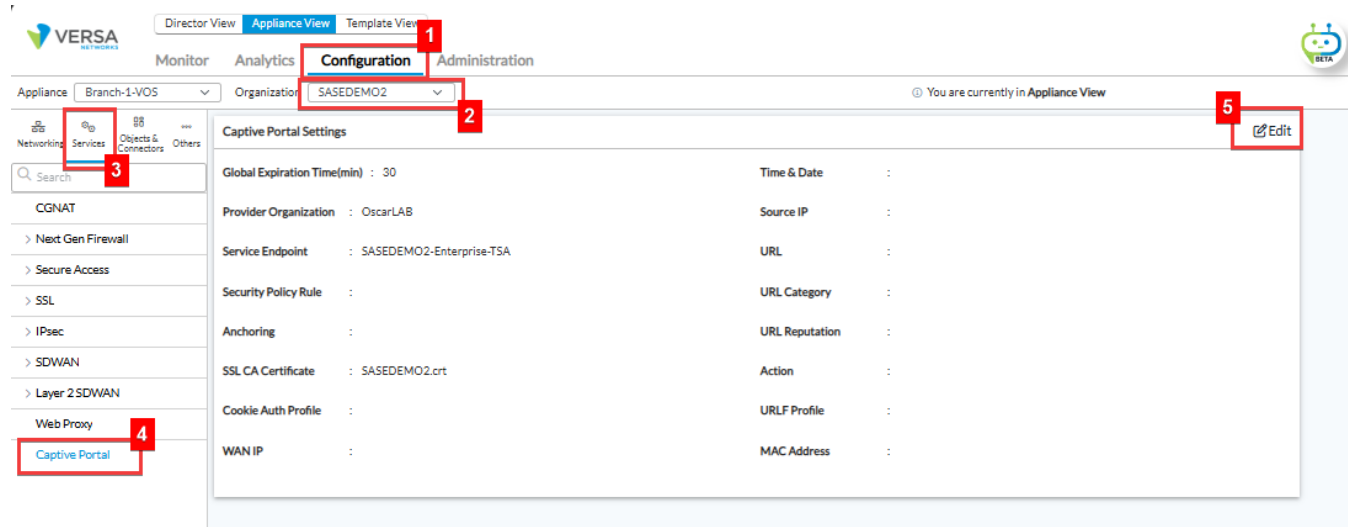 Director View Appliance View Template View
1
VERSA
NETWORKS
Monitor Analytics Configuration Administration
BETA
Appliance Branch-1-VOS Organization SASEDEMO2 You are currently in Appliance View
2
5
Networking Services Objects & Connectors Others
3
Captive Portal Settings Edit
Search
Global Expiration Time(min) : 30 Time & Date :
CGNAT
Provider Organization : OscarLAB Source IP :
Next Gen Firewall
Service Endpoint : SASEDEMO2-Enterprise-TSA URL :
Secure Access
Security Policy Rule : URL Category :
SSL
IPsec
Anchoring : URL Reputation :
SDWAN
SSL CA Certificate : SASEDEMO2.crt Action :
Layer 2 SDWAN
Cookie Auth Profile : URLF Profile :
Web Proxy
4
Captive Portal
WAN IP : MAC Address :